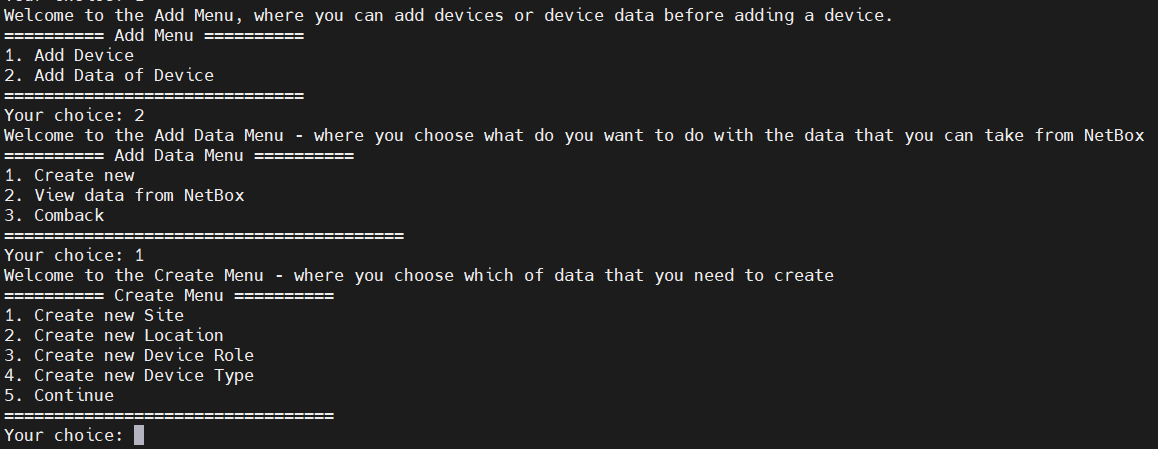 Welcome to the Add Menu, where you can add devices or device data before adding a device.
========== Add Menu ==========
1. Add Device
2. Add Data of Device
==============================
Your choice: 2
Welcome to the Add Data Menu - where you choose what do you want to do with the data that you can take from NetBox
========== Add Data Menu ==========
1. Create new
2. View data from NetBox
3. Comback
========================================
Your choice: 1
Welcome to the Create Menu - where you choose which of data that you need to create
========== Create Menu ==========
1. Create new Site
2. Create new Location
3. Create new Device Role
4. Create new Device Type
5. Continue
=================================
Your choice: